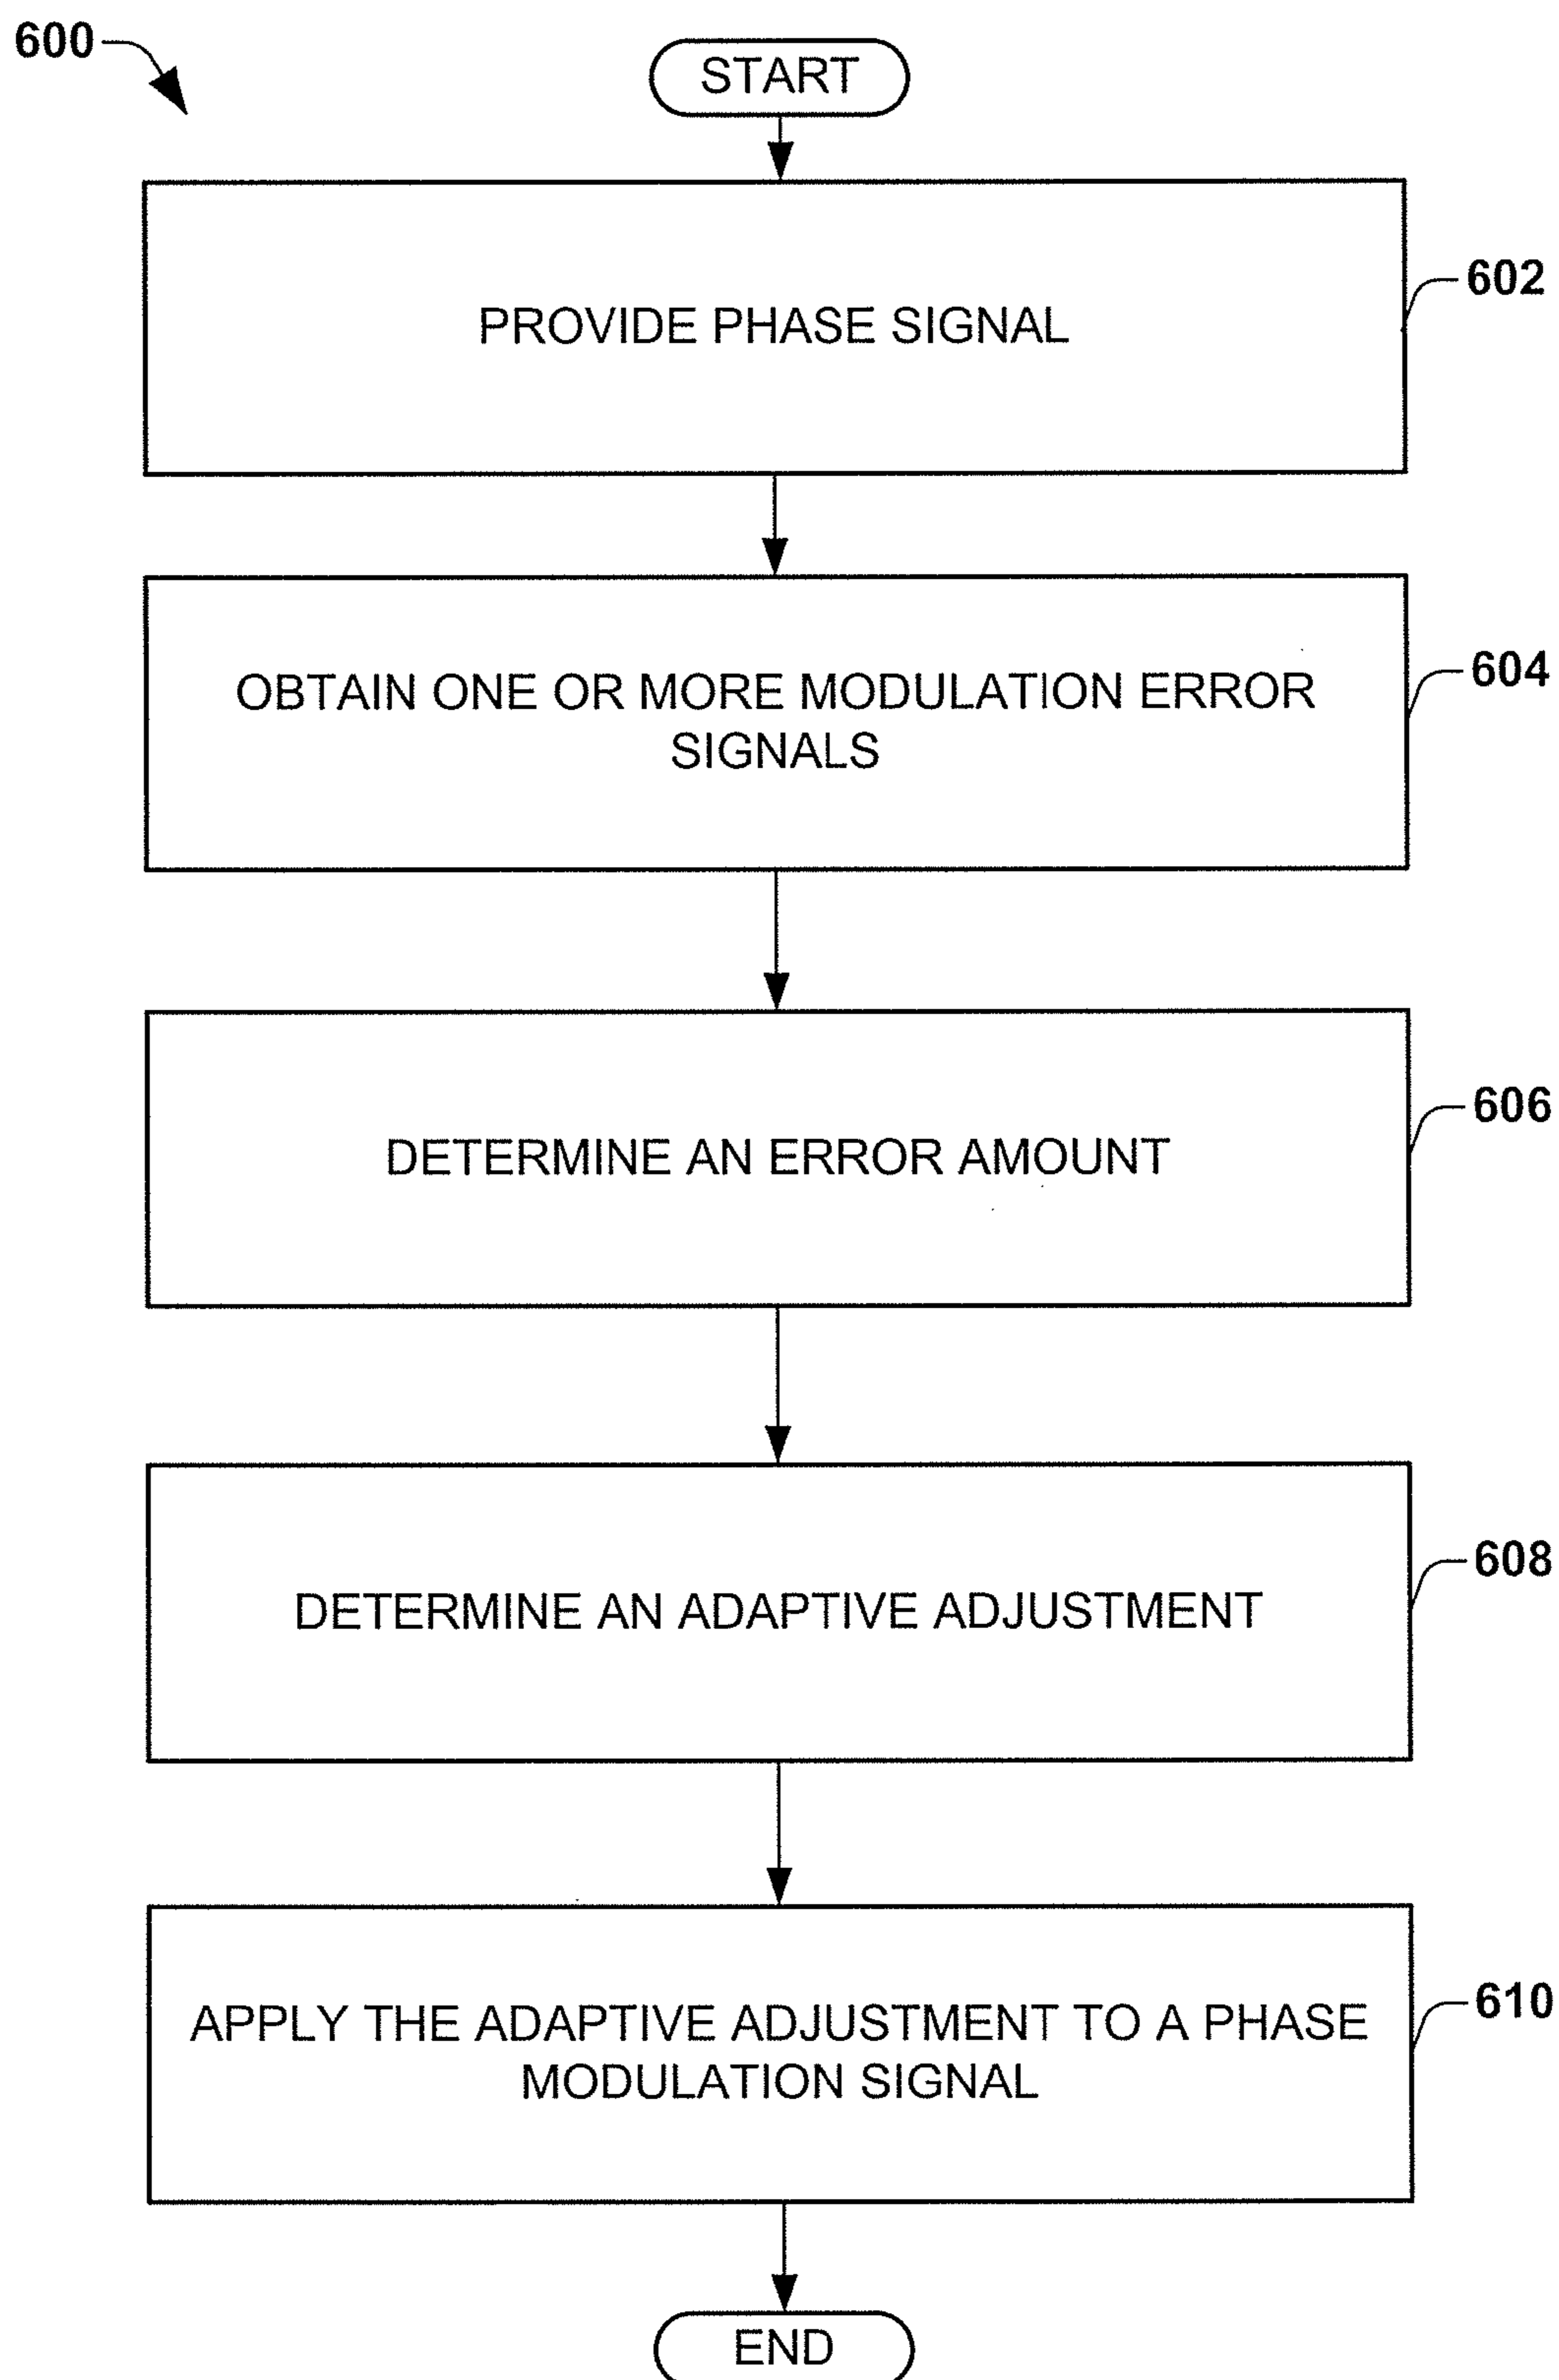 600
START
PROVIDE PHASE SIGNAL
602
OBTAIN ONE OR MORE MODULATION ERROR
SIGNALS
604
DETERMINE AN ERROR AMOUNT
606
DETERMINE AN ADAPTIVE ADJUSTMENT
608
APPLY THE ADAPTIVE ADJUSTMENT TO A PHASE
MODULATION SIGNAL
610
END